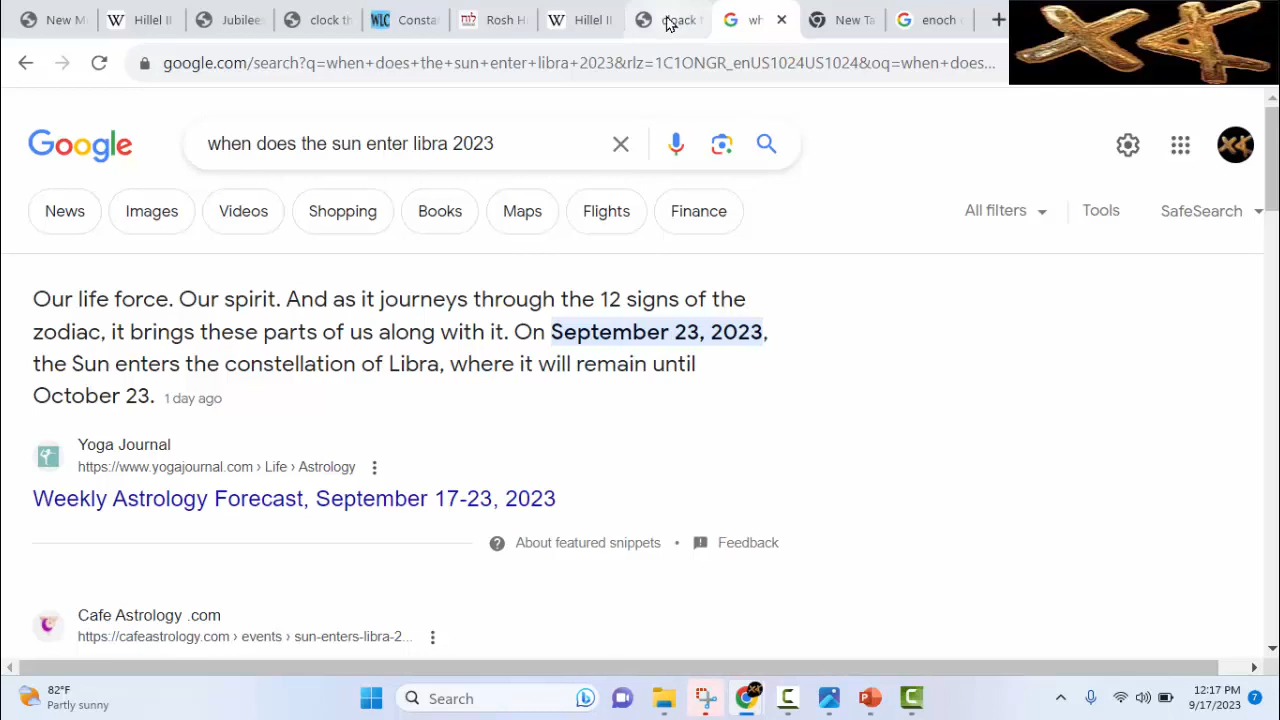 New M
Hillel II
Jubilee
clock th
WLC Consta
Rosh H
Hillel II
wh
New Ta
enoch
X4
google.com/search?q=when+does+the+sun+enter+libra+2023&rlz=1C1ONGR_enUS1024US1024&oq=when+does...
Google
when does the sun enter libra 2023
X4
News
Images
Videos
Shopping
Books
Maps
Flights
Finance
All filters
Tools
SafeSearch
Our life force. Our spirit. And as it journeys through the 12 signs of the
zodiac, it brings these parts of us along with it. On September 23, 2023,
the Sun enters the constellation of Libra, where it will remain until
October 23. 1 day ago
Yoga Journal
https://www.yogajournal.com › Life › Astrology
Weekly Astrology Forecast, September 17-23, 2023
About featured snippets • Feedback
Cafe Astrology .com
https://cafeastrology.com › events › sun-enters-libra-2...
82°F
Partly sunny
Search
12:17 PM
9/17/2023
7